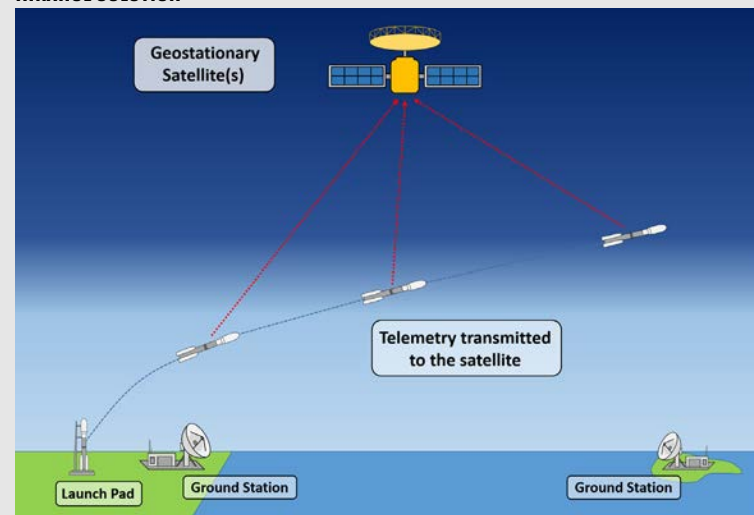 Geostationary
Satellite(s)
Telemetry transmitted
to the satellite
Launch Pad
Ground Station
Ground Station